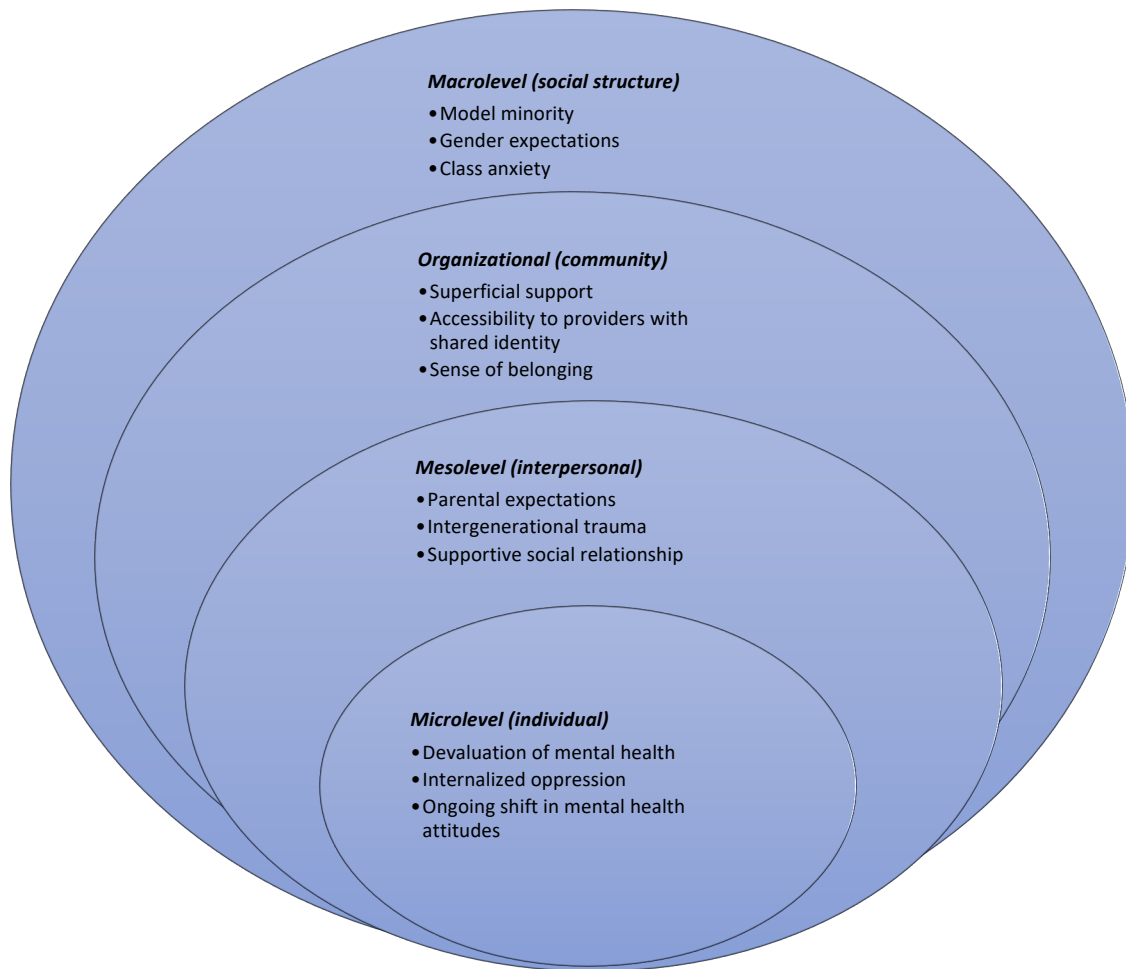 Macrolevel (social structure)
•Model minority
•Gender expectations
•Class anxiety
Organizational (community)
•Superficial support
•Accessibility to providers with
shared identity
•Sense of belonging
Mesolevel (interpersonal)
•Parental expectations
•Intergenerational trauma
•Supportive social relationship
Microlevel (individual)
•Devaluation of mental health
•Internalized oppression
•Ongoing shift in mental health
attitudes